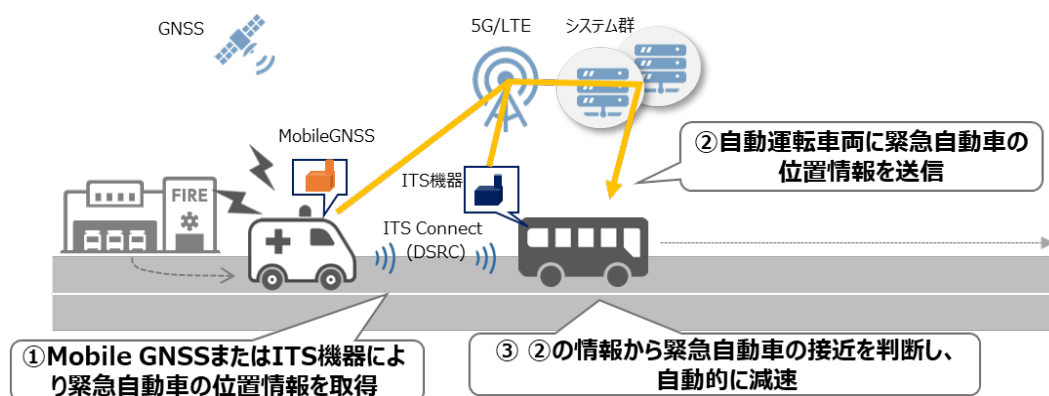 GNSS
5G/LTE
システム群
MobileGNSS
FIRE
ITS機器
ITS Connect
(DSRC)
②自動運転車両に緊急自動車の
位置情報を送信
①Mobile GNSSまたはITS機器によ
り緊急自動車の位置情報を取得
③ ②の情報から緊急自動車の接近を判断し、
自動的に減速